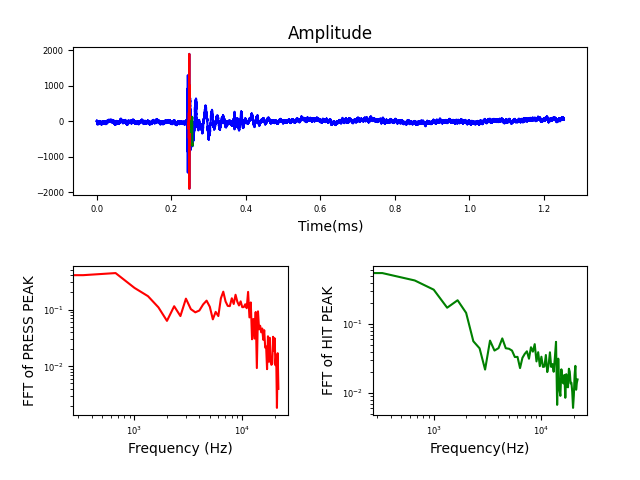 Amplitude
2000
1000
0
−1000
−2000
0.0 0.2 0.4 0.6 0.8 1.0 1.2
Time(ms)
FFT of PRESS PEAK
10⁻¹
10⁻²
10³ 10⁴
Frequency (Hz)
FFT of HIT PEAK
10⁻¹
10⁻²
10³ 10⁴
Frequency(Hz)